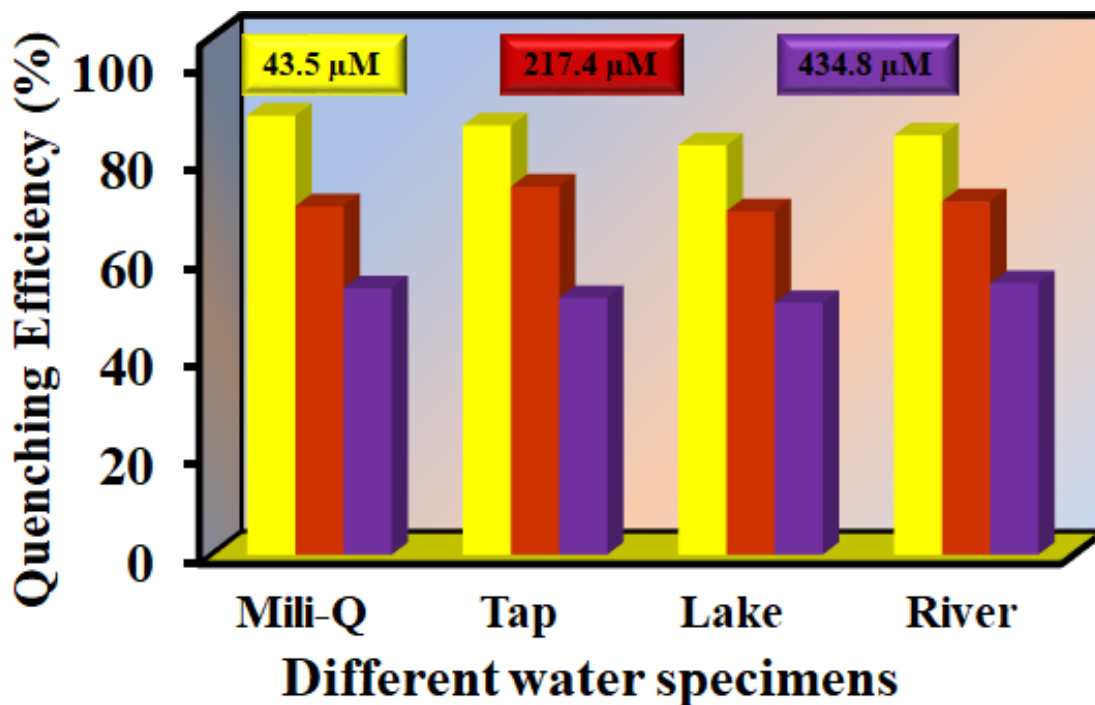 Quenching Efficiency (%)
100
80
60
40
20
0
43.5 μM
217.4 μM
434.8 μM
Mili-Q
Tap
Lake
River
Different water specimens